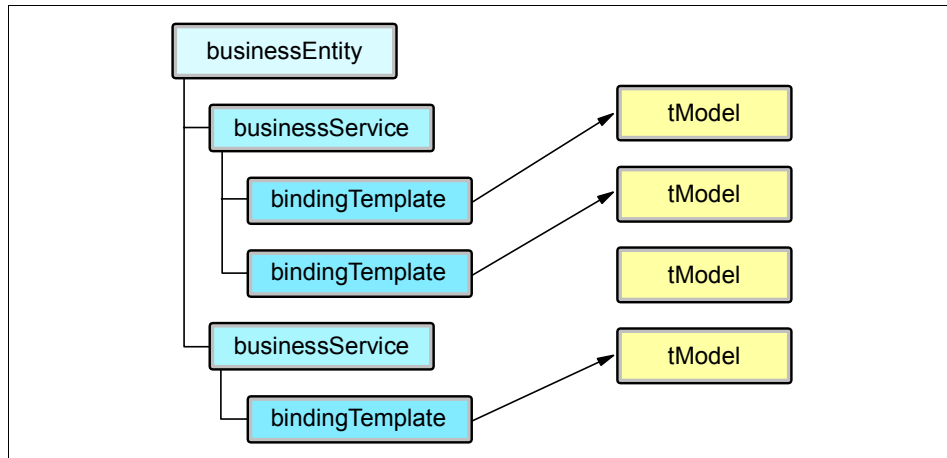 businessEntity
businessService
tModel
bindingTemplate
tModel
bindingTemplate
tModel
businessService
tModel
bindingTemplate